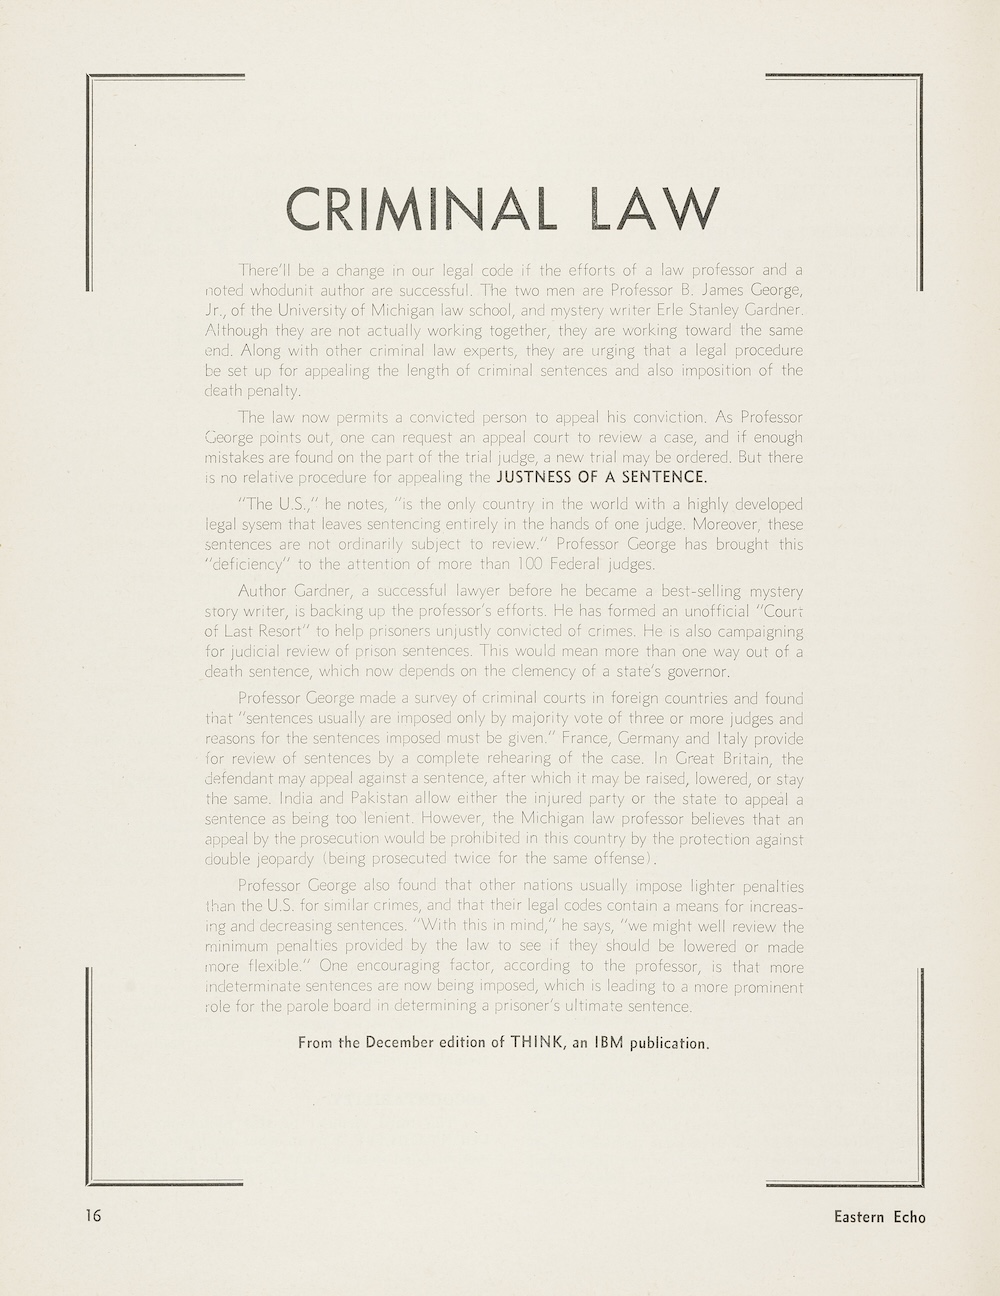 CRIMINAL LAW
There'll be a change in our legal code if the efforts of a law professor and a
noted whodunit author are successful. The two men are Professor B. James George,
Jr., of the University of Michigan law school, and mystery writer Erle Stanley Gardner.
Although they are not actually working together, they are working toward the same
end. Along with other criminal law experts, they are urging that a legal procedure
be set up for appealing the length of criminal sentences and also imposition of the
death penalty.
The law now permits a convicted person to appeal his conviction. As Professor
George points out, one can request an appeal court to review a case, and if enough
mistakes are found on the part of the trial judge, a new trial may be ordered. But there
is no relative procedure for appealing the JUSTNESS OF A SENTENCE.
"The U.S.," he notes, "is the only country in the world with a highly developed
legal sysem that leaves sentencing entirely in the hands of one judge. Moreover, these
sentences are not ordinarily subject to review." Professor George has brought this
"deficiency" to the attention of more than 100 Federal judges.
Author Gardner, a successful lawyer before he became a best-selling mystery
story writer, is backing up the professor's efforts. He has formed an unofficial "Court
of Last Resort" to help prisoners unjustly convicted of crimes. He is also campaigning
for judicial review of prison sentences. This would mean more than one way out of a
death sentence, which now depends on the clemency of a state's governor.
Professor George made a survey of criminal courts in foreign countries and found
that "sentences usually are imposed only by majority vote of three or more judges and
reasons for the sentences imposed must be given." France, Germany and Italy provide
for review of sentences by a complete rehearing of the case. In Great Britain, the
defendant may appeal against a sentence, after which it may be raised, lowered, or stay
the same. India and Pakistan allow either the injured party or the state to appeal a
sentence as being too lenient. However, the Michigan law professor believes that an
appeal by the prosecution would be prohibited in this country by the protection against
double jeopardy (being prosecuted twice for the same offense).
Professor George also found that other nations usually impose lighter penalties
than the U.S. for similar crimes, and that their legal codes contain a means for increas-
ing and decreasing sentences. "With this in mind," he says, "we might well review the
minimum penalties provided by the law to see if they should be lowered or made
more flexible." One encouraging factor, according to the professor, is that more
indeterminate sentences are now being imposed, which is leading to a more prominent
role for the parole board in determining a prisoner's ultimate sentence.
From the December edition of THINK, an IBM publication.
16
Eastern Echo